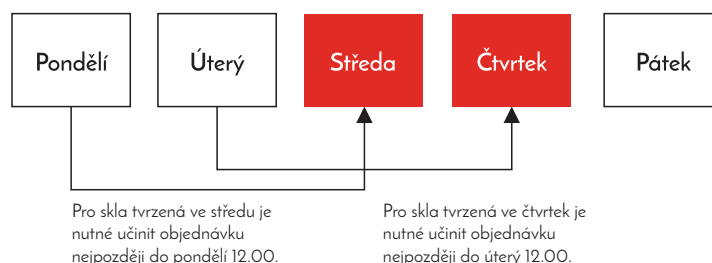 Pondělí
Úterý
Středa
Čtvrtek
Pátek
Pro skla tvrzená ve středu je
nutné učinit objednávku
nejpozději do pondělí 12.00.
Pro skla tvrzená ve čtvrtek je
nutné učinit objednávku
nejpozději do úterý 12.00.